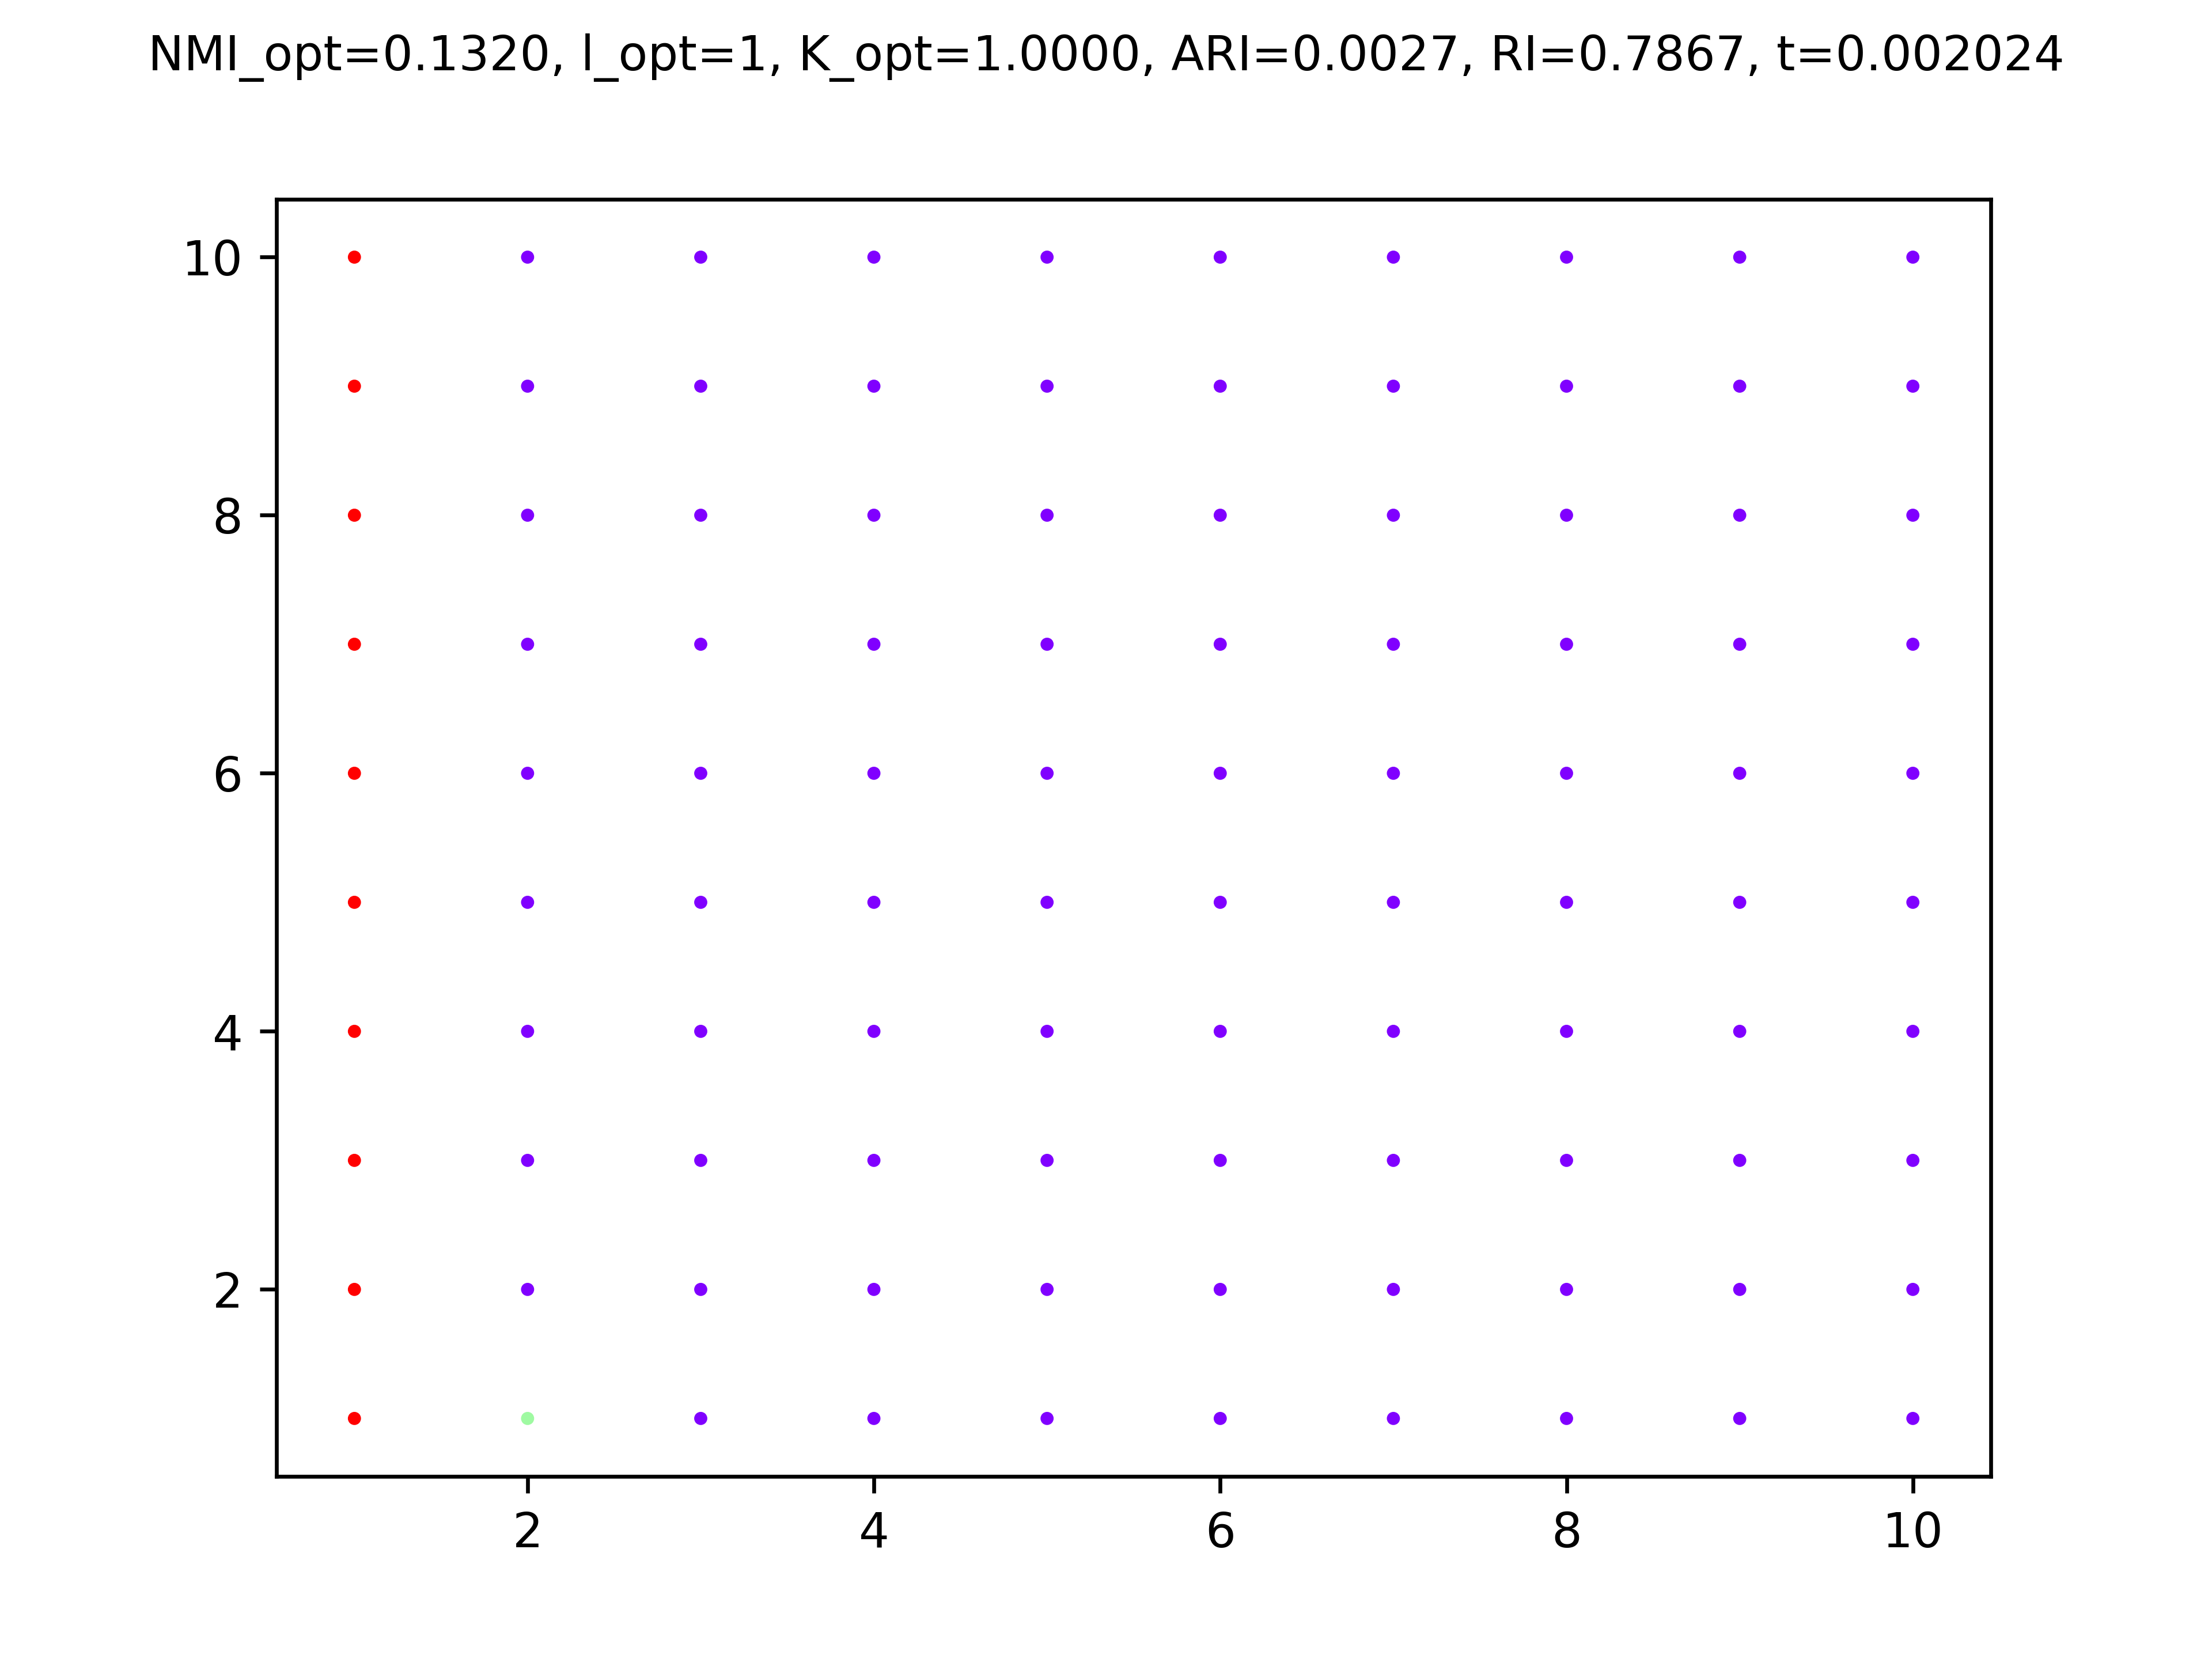 NMI_opt=0.1320, l_opt=1, K_opt=1.0000, ARI=0.0027, RI=0.7867, t=0.002024
10
8
6
4
2
2 4 6 8 10